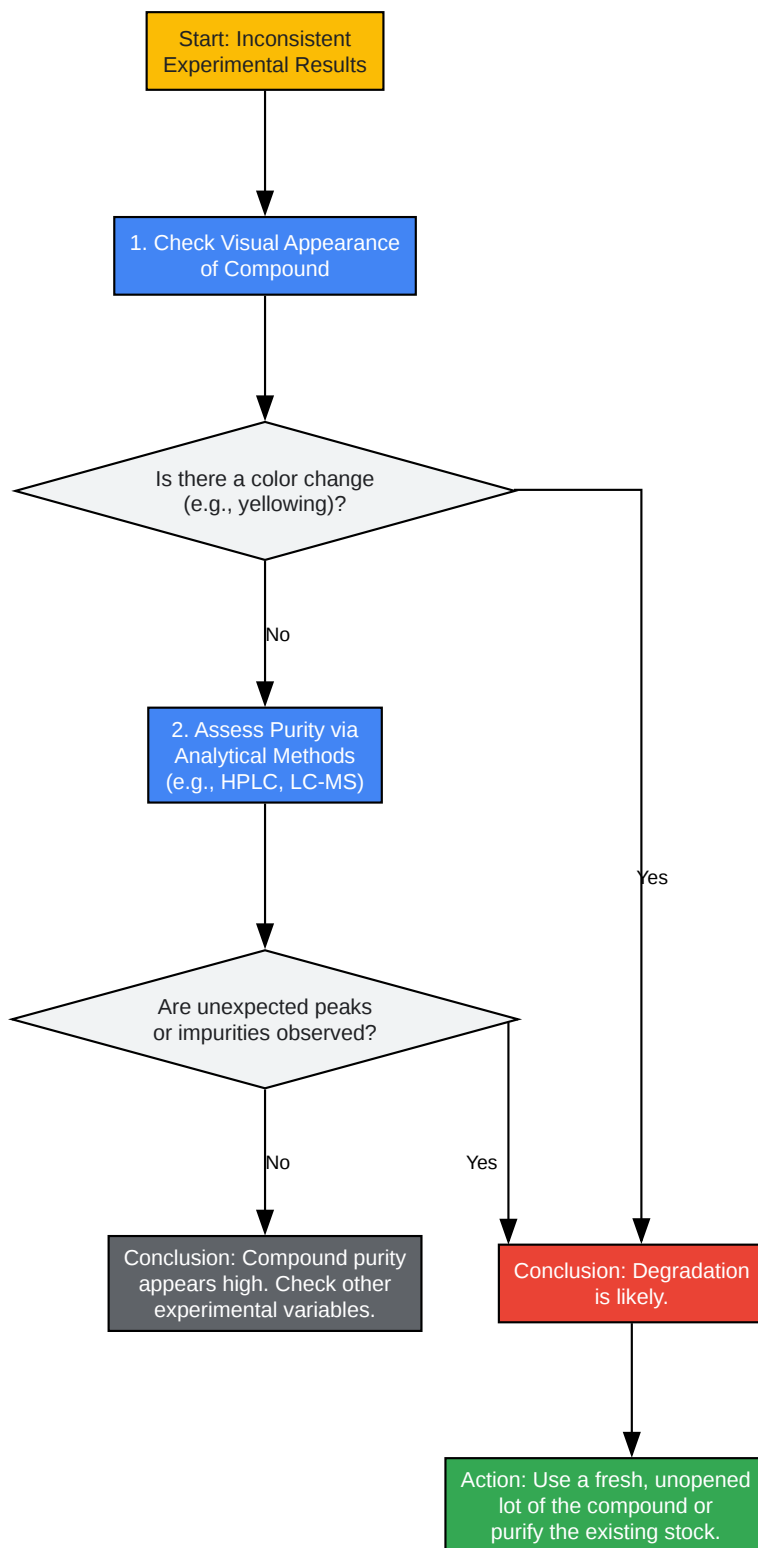 Start: Inconsistent
Experimental Results
1. Check Visual Appearance
of Compound
Is there a color change
(e.g., yellowing)?
No
2. Assess Purity via
Analytical Methods
(e.g., HPLC, LC-MS)
Yes
Are unexpected peaks
or impurities observed?
No
Yes
Conclusion: Compound purity
appears high. Check other
experimental variables.
Conclusion: Degradation
is likely.
Action: Use a fresh, unopened
lot of the compound or
purify the existing stock.